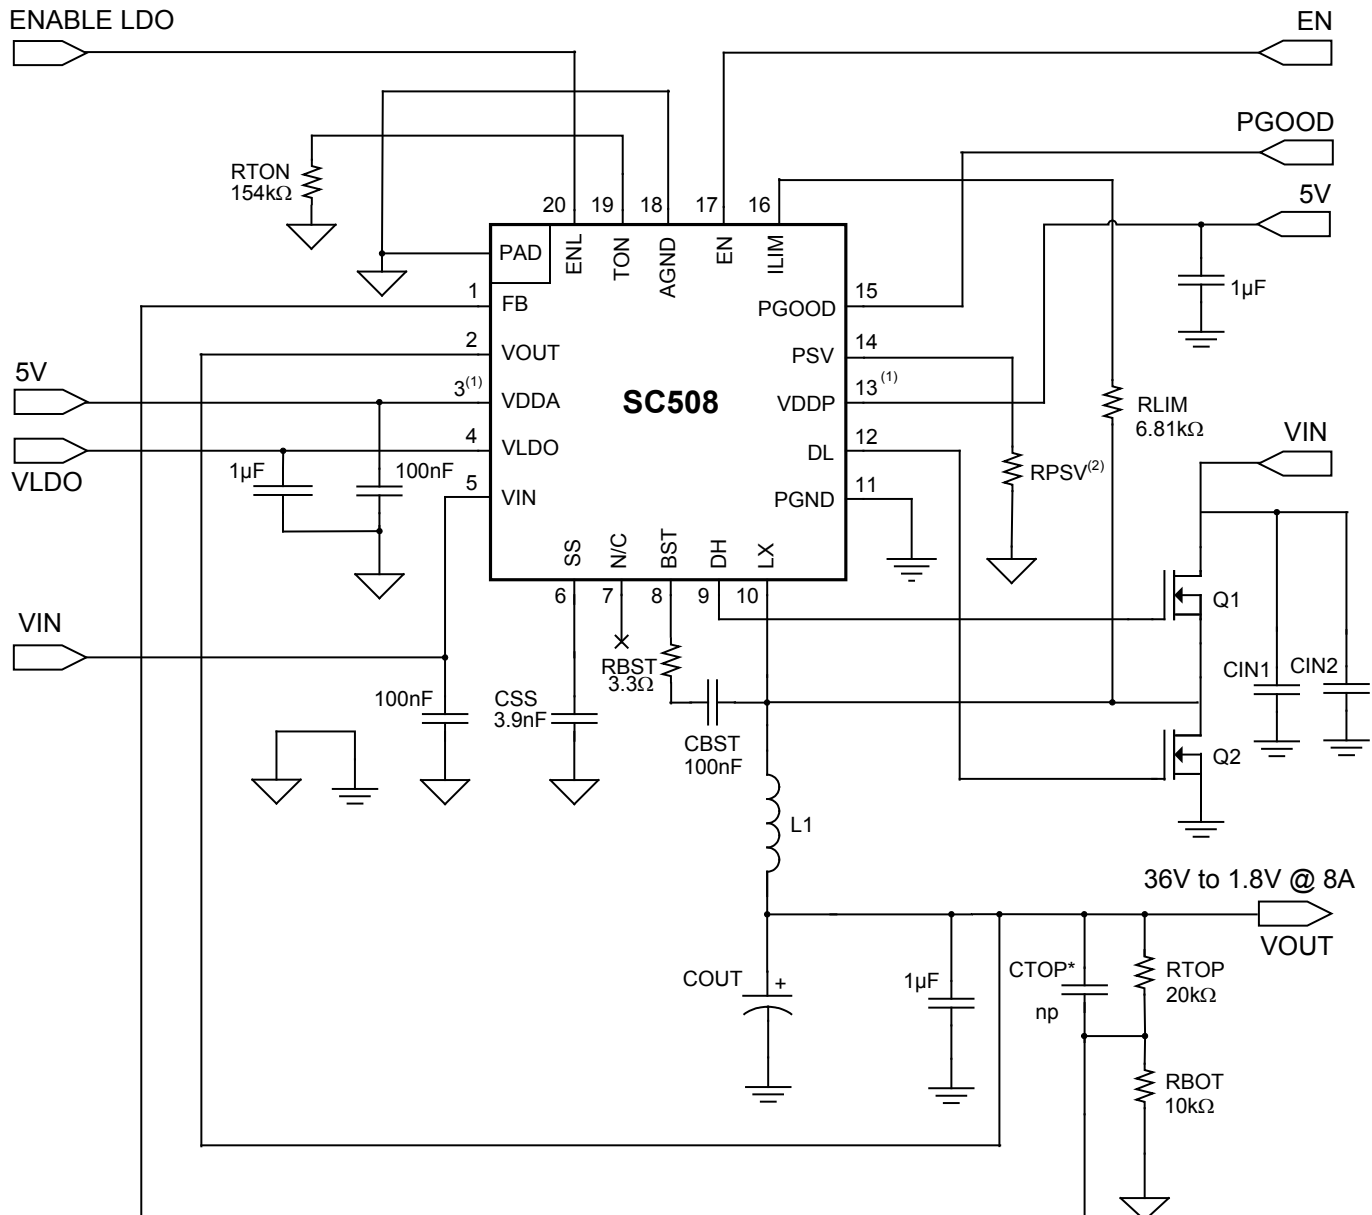 ENABLE LDO
EN
PGOOD
5V
RTON
154kΩ
20
19
18
17
16
PAD
ENL
TON
AGND
EN
ILIM
1µF
1
FB
15
PGOOD
2
VOUT
14
PSV
5V
3(1)
VDDA
SC508
13 (1)
VDDP
RLIM
6.81kΩ
VLDO
4
VLDO
12
DL
VIN
1µF
100nF
RPSV(2)
5
VIN
11
PGND
SS
N/C
BST
DH
LX
6
7
8
9
10
Q1
VIN
RBST
3.3Ω
CIN1
CIN2
100nF
CSS
3.9nF
CBST
100nF
Q2
L1
36V to 1.8V @ 8A
VOUT
COUT
+
1µF
CTOP*
np
RTOP
20kΩ
RBOT
10kΩ